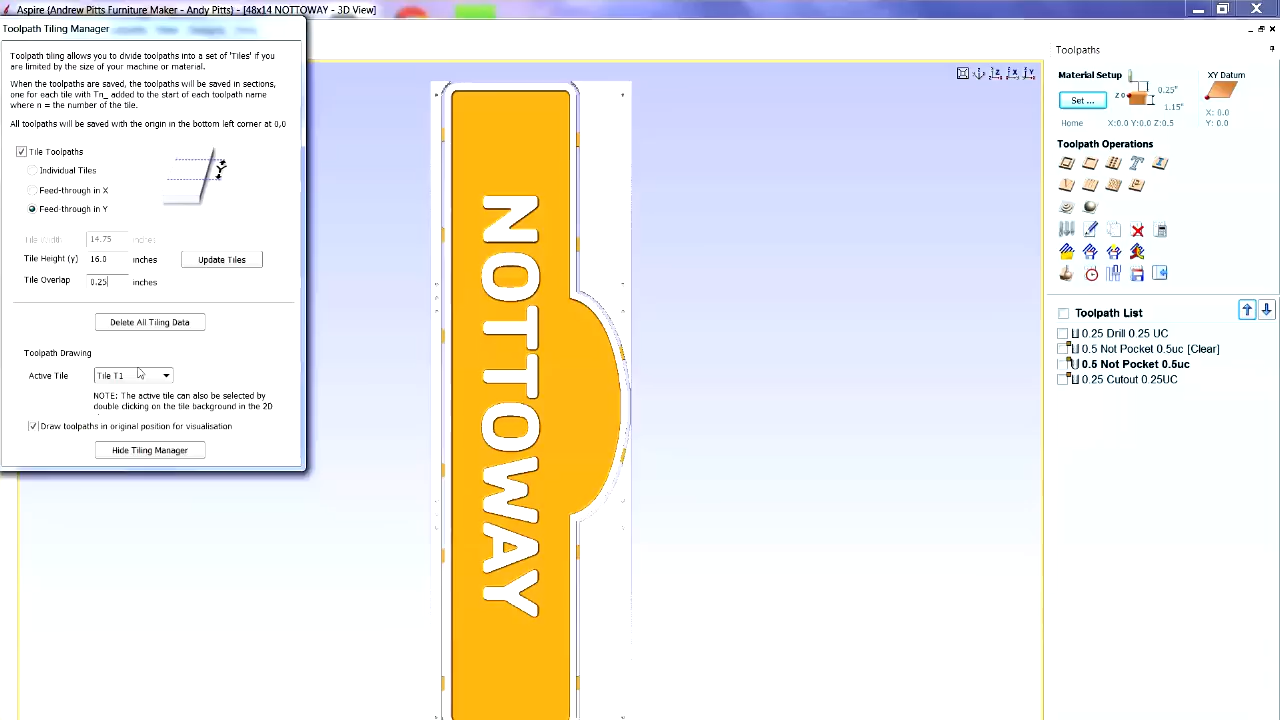 Aspire (Andrew Pitts Furniture Maker - Andy Pitts) - [48x14 NOTTOWAY - 3D View]
Toolpath Tiling Manager
Toolpath tiling allows you to divide toolpaths into a set of 'Tiles' if you
are limited by the size of your machine or material.
When the toolpaths are saved, the toolpaths will be saved in sections,
one for each tile with Tn_ added to the start of each toolpath name
where n = the number of the tile.
All toolpaths will be saved with the origin in the bottom left corner at 0,0
Tile Toolpaths
Individual Tiles
Feed-through in X
Feed-through in Y
Y
Tile Width 14.75 inches
Tile Height (y) 16.0 inches Update Tiles
Tile Overlap 0.25 inches
Delete All Tiling Data
Toolpath Drawing
Active Tile Tile T1
NOTE: The active tile can also be selected by
double clicking on the tile background in the 2D
Draw toolpaths in original position for visualisation
Hide Tiling Manager
NOTTOWAY
Toolpaths
Material Setup
XY Datum
Set ...
Z 0
0.25"
1.15"
X: 0.0
Y: 0.0
Home X:0.0 Y:0.0 Z:0.5
Toolpath Operations
Toolpath List
0.25 Drill 0 25 UC
0.5 Not Pocket 0.5uc [Clear]
0.5 Not Pocket 0.5uc
0.25 Cutout 0.25UC